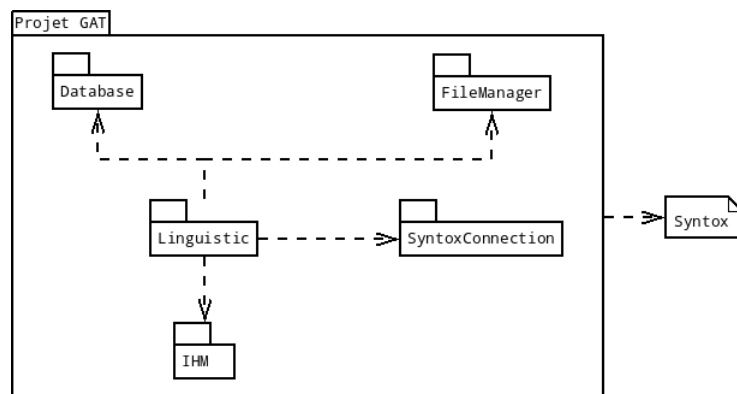 Projet GAT
Database
FileManager
Linguistic
SyntoxConnection
Syntox
IHM